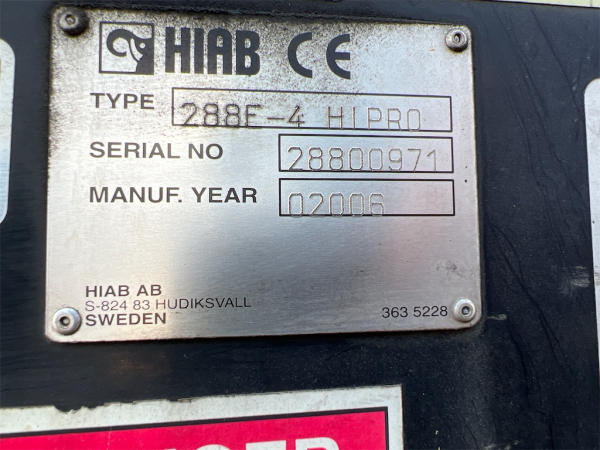 HIAB CE
TYPE 288E-4 HIPRO
SERIAL NO 28800971
MANUF. YEAR 02006
HIAB AB
S-824 83 HUDIKSVALL
SWEDEN 363 5228